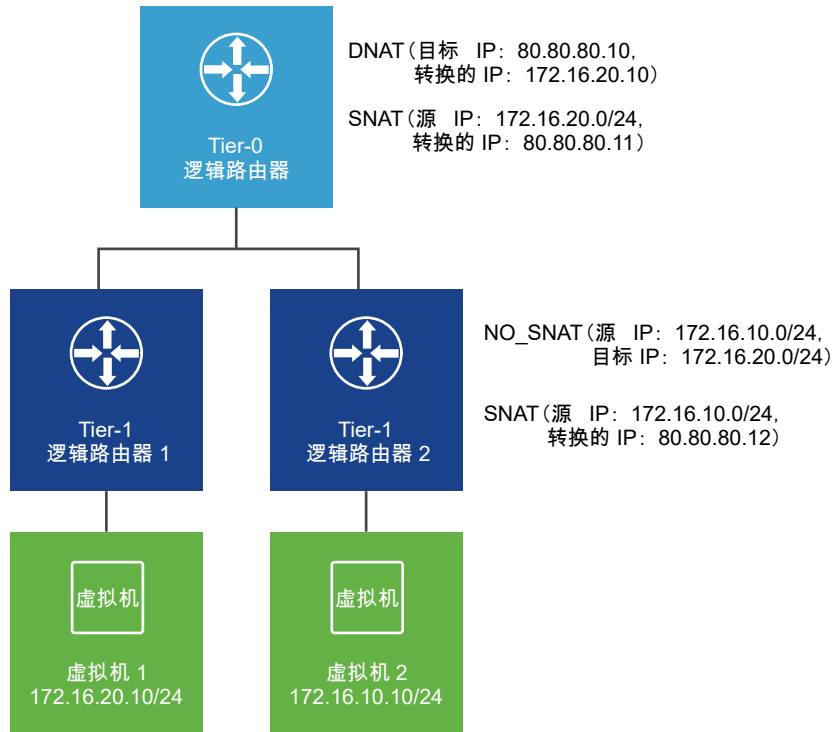 DNAT(目标 IP: 80.80.80.10,
转换的 IP: 172.16.20.10)
SNAT(源 IP: 172.16.20.0/24,
转换的 IP: 80.80.80.11)
Tier-0
逻辑路由器
Tier-1
逻辑路由器 1
Tier-1
逻辑路由器 2
NO_SNAT(源 IP: 172.16.10.0/24,
目标 IP: 172.16.20.0/24)
SNAT(源 IP: 172.16.10.0/24,
转换的 IP: 80.80.80.12)
虚拟机
虚拟机 1
172.16.20.10/24
虚拟机
虚拟机 2
172.16.10.10/24